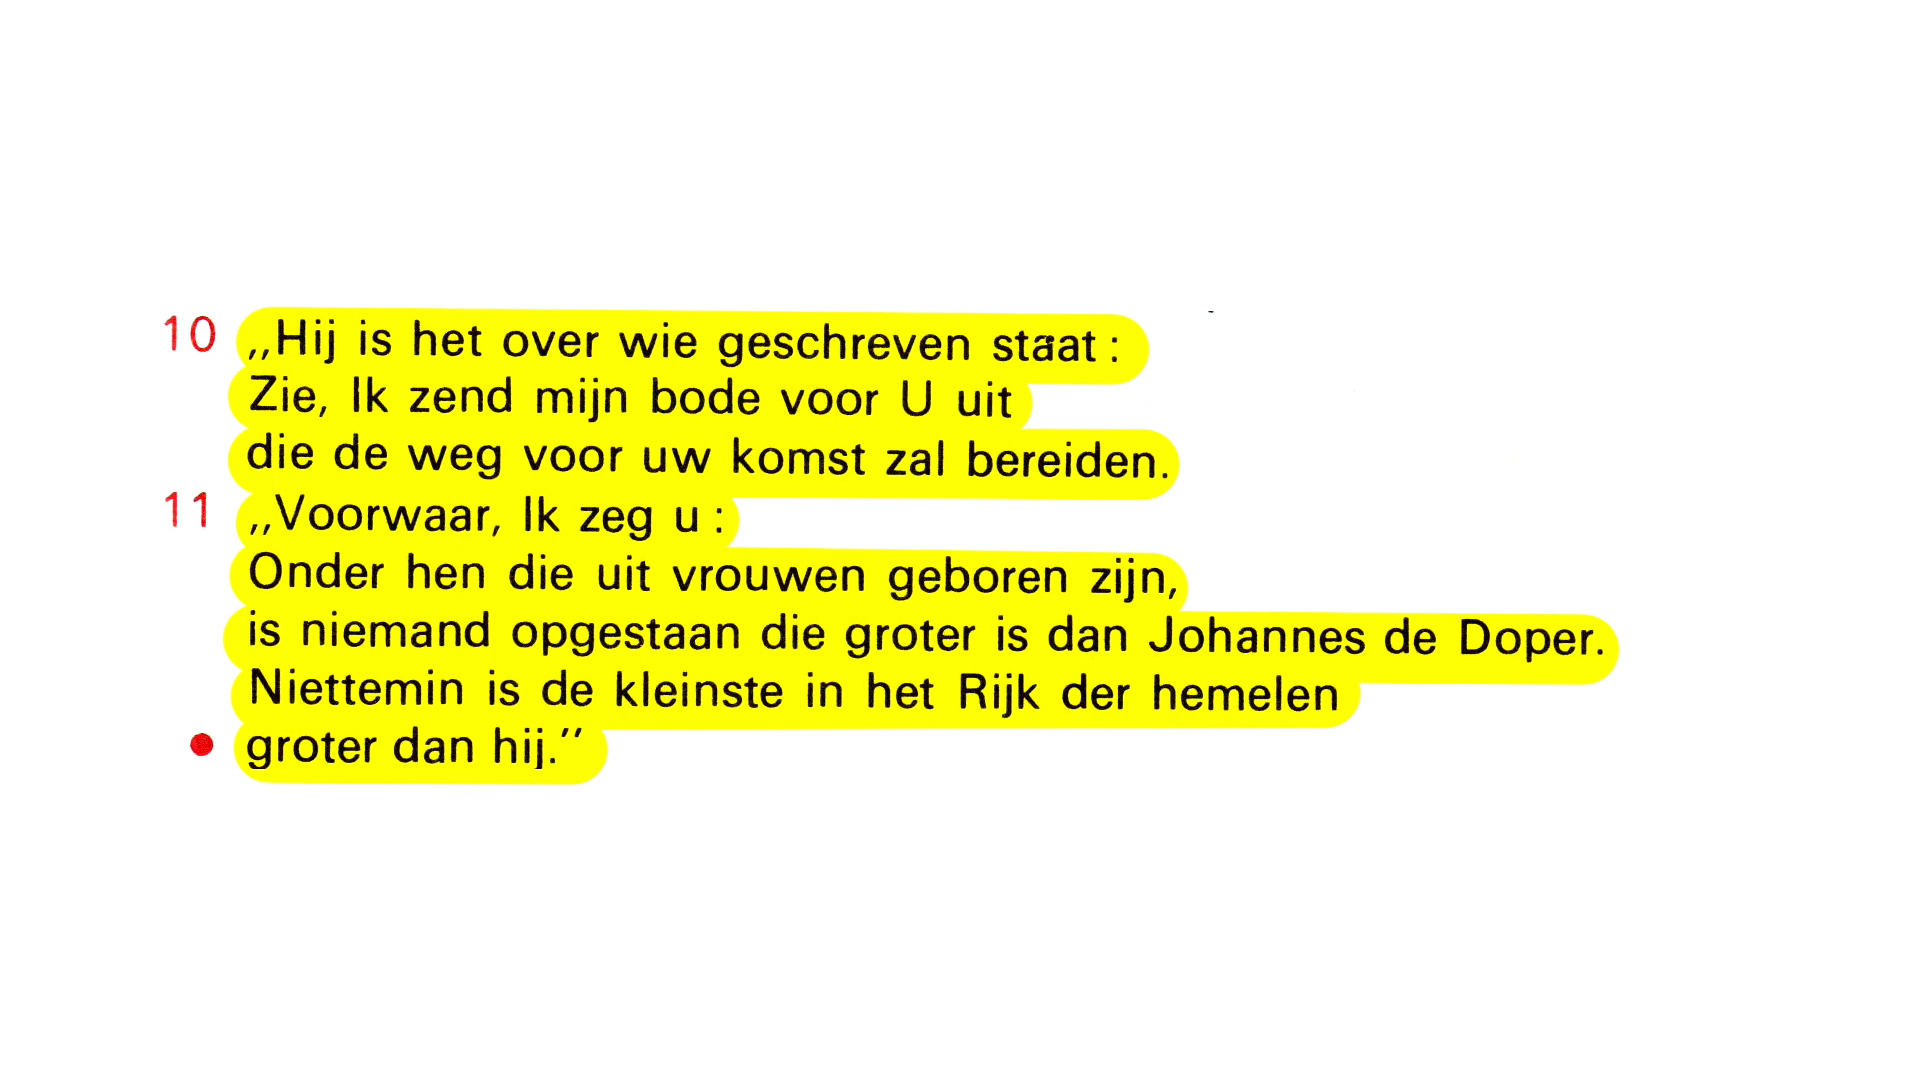 10 ,,Hij is het over wie geschreven staat :
Zie, Ik zend mijn bode voor U uit
die de weg voor uw komst zal bereiden.
11 ,,Voorwaar, Ik zeg u :
Onder hen die uit vrouwen geboren zijn,
is niemand opgestaan die groter is dan Johannes de Doper.
Niettemin is de kleinste in het Rijk der hemelen
● groter dan hij.’’